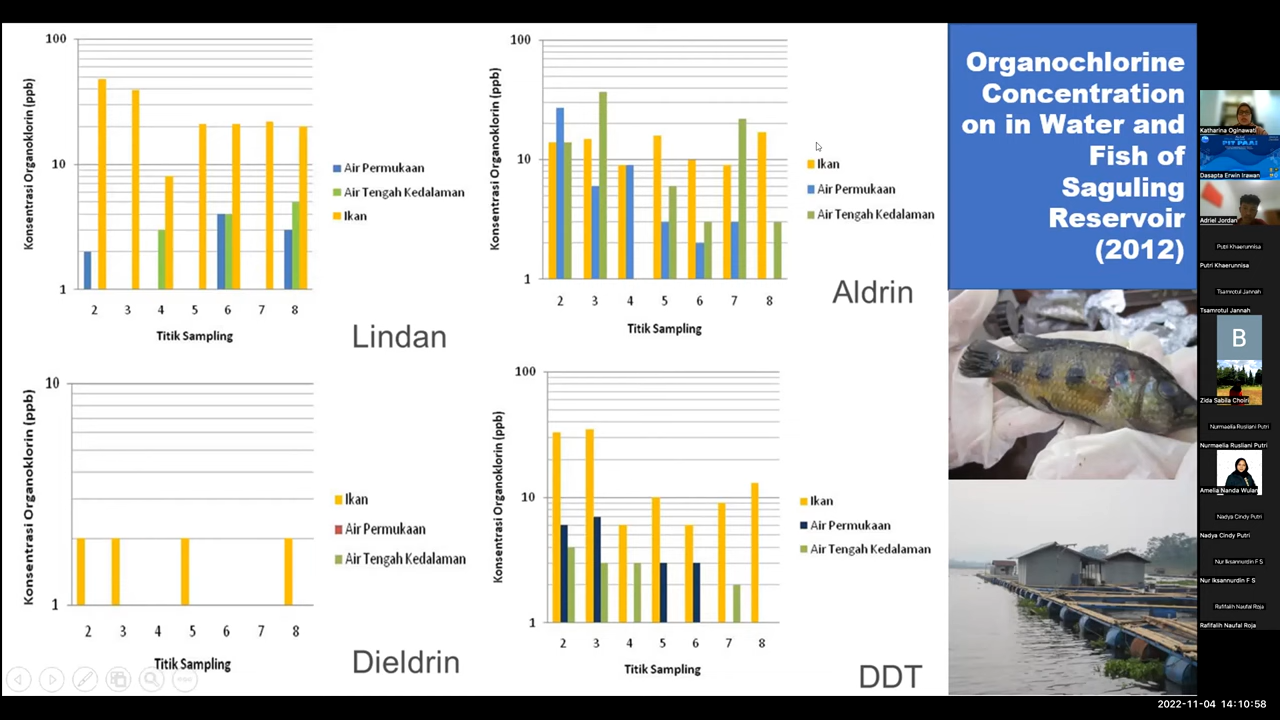 100
10
1
Konsentrasi Organoklorin (ppb)
2 3 4 5 6 7 8
Titik Sampling
Air Permukaan
Air Tengah Kedalaman
Ikan
Lindan
100
10
1
Konsentrasi Organoklorin (ppb)
2 3 4 5 6 7 8
Titik Sampling
Ikan
Air Permukaan
Air Tengah Kedalaman
Aldrin
10
1
Konsentrasi Organoklorin (ppb)
2 3 4 5 6 7 8
Titik Sampling
Ikan
Air Permukaan
Air Tengah Kedalaman
Dieldrin
100
10
1
Konsentrasi Organoklorin (ppb)
2 3 4 5 6 7 8
Titik Sampling
Ikan
Air Permukaan
Air Tengah Kedalaman
DDT
Organochlorine
Concentration
on in Water and
Fish of
Saguling
Reservoir
(2012)
Katharina Oginawati
PIT PAAI
Dasapta Erwin Irawan
Adriel Jordan
Putri Khaerunnisa
Putri Khaerunnisa
Tsamrotul Jannah
Tsamrotul Jannah
B
Zida Sabila Choiri
Nurmaelia Rusliani Putri
Nurmaelia Rusliani Putri
Amelia Nanda Wulan
Nadya Cindy Putri
Nadya Cindy Putri
Nur Iksannurdin F S
Nur Iksannurdin F S
Rafifalih Naufal Roja
Rafifalih Naufal Roja
2022-11-04 14:10:58